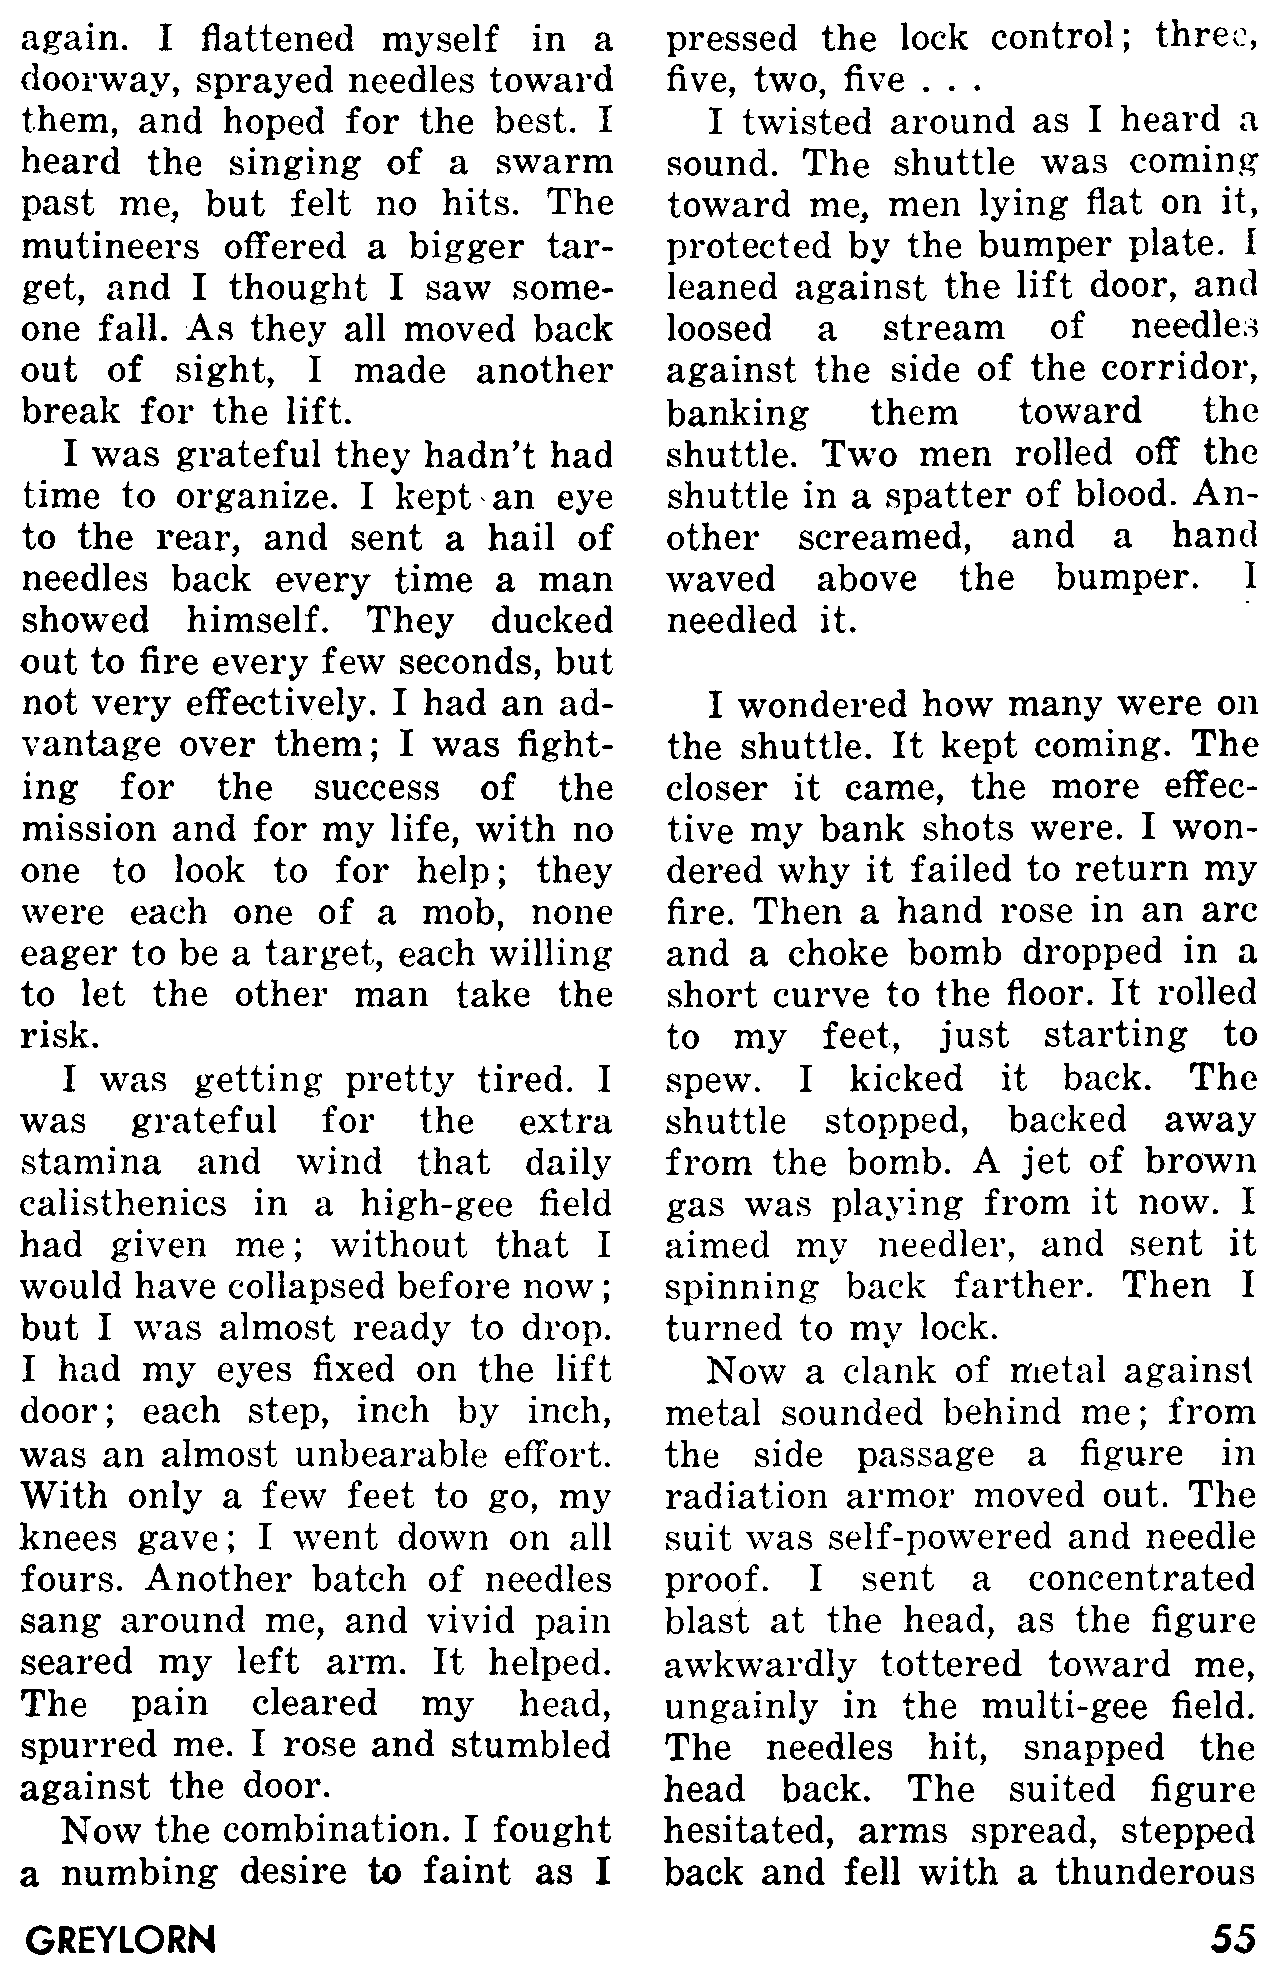 again. I flattened myself in a
doorway, sprayed needles toward
them, and hoped for the best. I
heard the singing of a swarm
past me, but felt no hits. The
mutineers offered a bigger tar-
get, and I thought I saw some-
one fall. As they all moved back
out of sight, I made another
break for the lift.
I was grateful they hadn't had
time to organize. I kept an eye
to the rear, and sent a hail of
needles back every time a man
showed himself. They ducked
out to fire every few seconds, but
not very effectively. I had an ad-
vantage over them; I was fight-
ing for the success of the
mission and for my life, with no
one to look to for help; they
were each one of a mob, none
eager to be a target, each willing
to let the other man take the
risk.
I was getting pretty tired. I
was grateful for the extra
stamina and wind that daily
calisthenics in a high-gee field
had given me; without that I
would have collapsed before now;
but I was almost ready to drop.
I had my eyes fixed on the lift
door; each step, inch by inch,
was an almost unbearable effort.
With only a few feet to go, my
knees gave; I went down on all
fours. Another batch of needles
sang around me, and vivid pain
seared my left arm. It helped.
The pain cleared my head,
spurred me. I rose and stumbled
against the door.
Now the combination. I fought
a numbing desire to faint as I
pressed the lock control; three,
five, two, five . . .
I twisted around as I heard a
sound. The shuttle was coming
toward me, men lying flat on it,
protected by the bumper plate. I
leaned against the lift door, and
loosed a stream of needles
against the side of the corridor,
banking them toward the
shuttle. Two men rolled off the
shuttle in a spatter of blood. An-
other screamed, and a hand
waved above the bumper. I
needled it.
I wondered how many were on
the shuttle. It kept coming. The
closer it came, the more effec-
tive my bank shots were. I won-
dered why it failed to return my
fire. Then a hand rose in an arc
and a choke bomb dropped in a
short curve to the floor. It rolled
to my feet, just starting to
spew. I kicked it back. The
shuttle stopped, backed away
from the bomb. A jet of brown
gas was playing from it now. I
aimed my needler, and sent it
spinning back farther. Then I
turned to my lock.
Now a clank of metal against
metal sounded behind me; from
the side passage a figure in
radiation armor moved out. The
suit was self-powered and needle
proof. I sent a concentrated
blast at the head, as the figure
awkwardly tottered toward me,
ungainly in the multi-gee field.
The needles hit, snapped the
head back. The suited figure
hesitated, arms spread, stepped
back and fell with a thunderous
GREYLORN
55